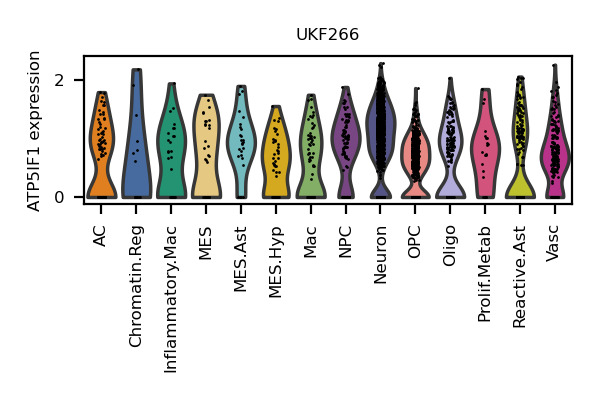 UKF266
ATP5IF1 expression
2
0
AC
Chromatin.Reg
Inflammatory.Mac
MES
MES.Ast
MES.Hyp
Mac
NPC
Neuron
OPC
Oligo
Prolif.Metab
Reactive.Ast
Vasc